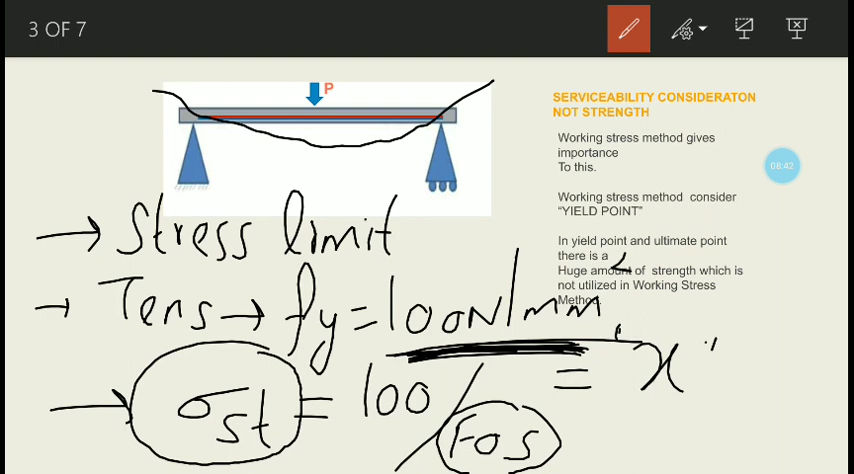 3 OF 7
P
SERVICEABILITY CONSIDERATON
NOT STRENGTH
Working stress method gives
importance
To this.
08:42
Working stress method consider
“YIELD POINT”
In yield point and ultimate point
there is a
Huge amount of strength which is
not utilized in Working Stress
Method.
→ Stress limit
→ Tens → fy = 100N/mm2
→ σst = 100/FOS = x